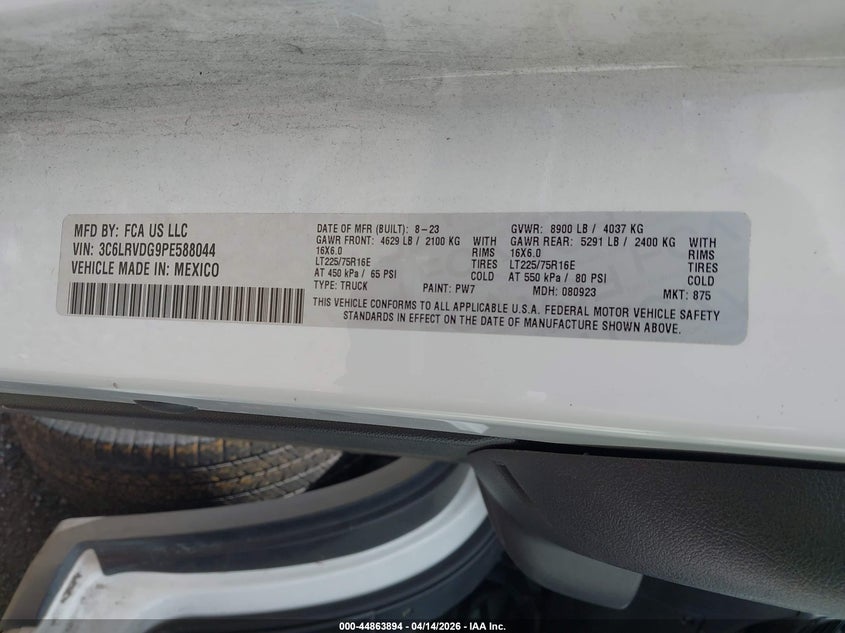 MFD BY: FCA US LLC
VIN: 3C6LRVDG9PE588044
VEHICLE MADE IN: MEXICO
DATE OF MFR (BUILT): 8-23 GVWR: 8900 LB / 4037 KG
GAWR FRONT: 4629 LB / 2100 KG WITH GAWR REAR: 5291 LB / 2400 KG WITH
16X6.0 RIMS 16X6.0 RIMS
LT225/75R16E TIRES LT225/75R16E TIRES
AT 450 kPa / 65 PSI COLD AT 550 kPa / 80 PSI COLD
TYPE: TRUCK PAINT: PW7 MDH: 080923 MKT: 875
THIS VEHICLE CONFORMS TO ALL APPLICABLE U.S.A. FEDERAL MOTOR VEHICLE SAFETY
STANDARDS IN EFFECT ON THE DATE OF MANUFACTURE SHOWN ABOVE.
000-44863894 - 04/14/2026 - IAA Inc.